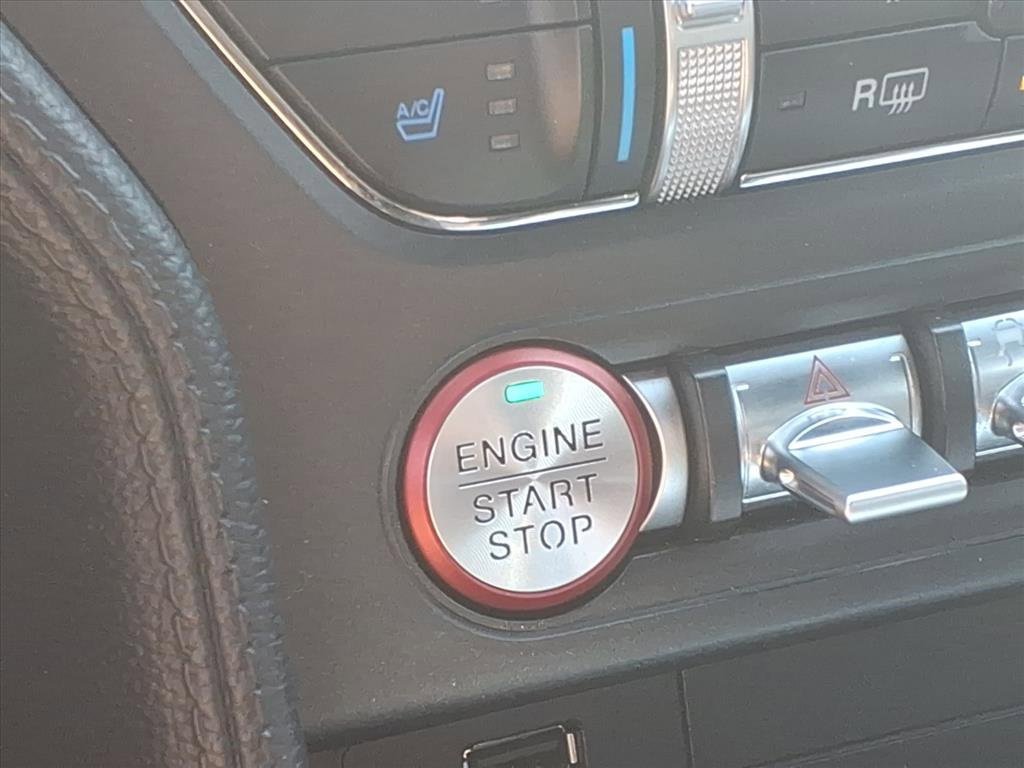 A/C
R
ENGINE
START
STOP